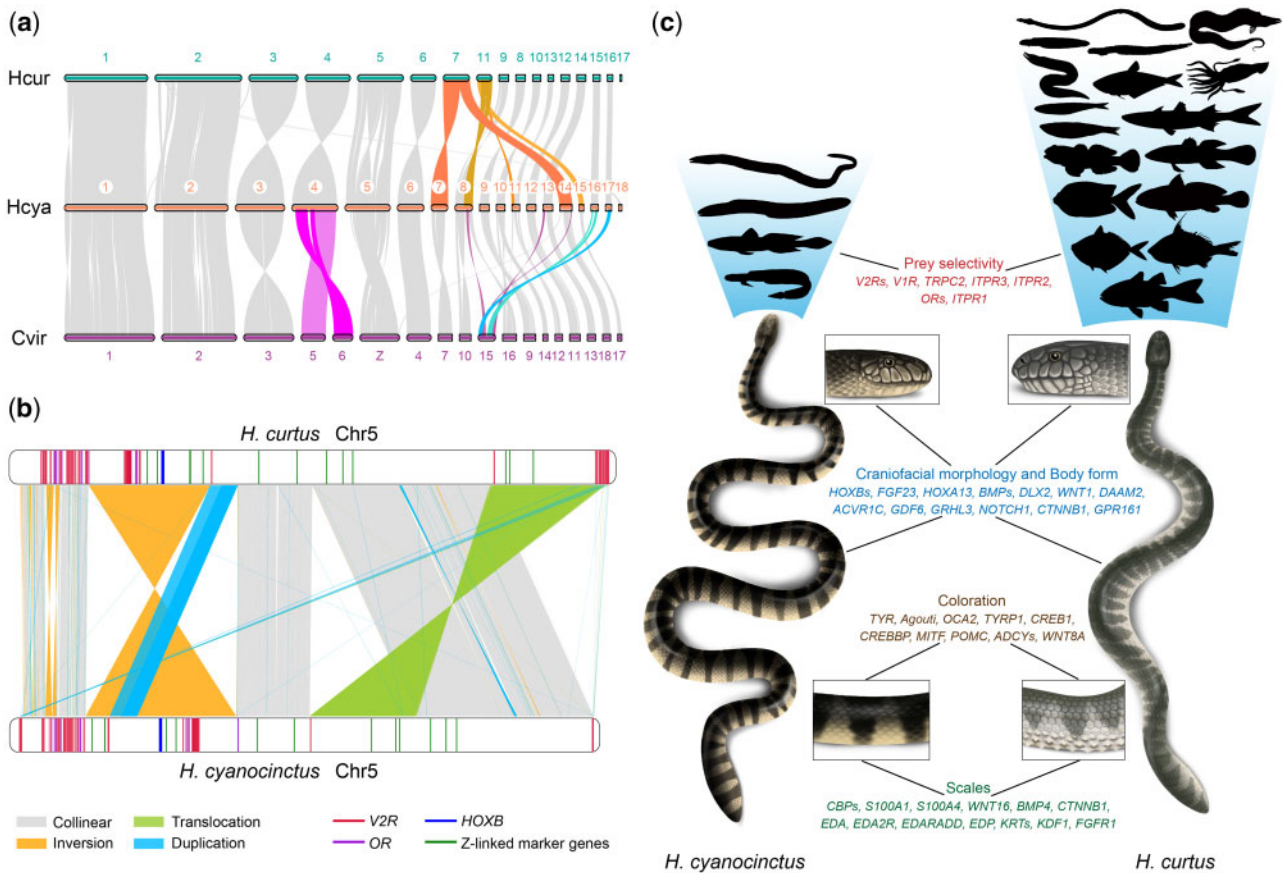 (a)
1 2 3 4 5 6 7 11 9 8 10 13 12 14 15 16 17
Hcur
1 2 3 4 5 6 7 8 9 10 11 12 13 14 15 16 17 18
Hcya
Cvir
1 2 3 5 6 Z 4 7 10 15 16 9 14 12 11 13 18 17
(b)
H. curtus Chr5
H. cyanocinctus Chr5
Collinear
Translocation
V2R
HOXB
Inversion
Duplication
OR
Z-linked marker genes
(c)
Prey selectivity
V2Rs, V1R, TRPC2, ITPR3, ITPR2,
ORs, ITPR1
Craniofacial morphology and Body form
HOXBs, FGF23, HOXA13, BMPs, DLX2, WNT1, DAAM2,
ACVR1C, GDF6, GRHL3, NOTCH1, CTNNB1, GPR161
Coloration
TYR, Agouti, OCA2, TYRP1, CREB1,
CREBBP, MITF, POMC, ADCYs, WNT8A
Scales
CBPs, S100A1, S100A4, WNT16, BMP4, CTNNB1,
EDA, EDA2R, EDARADD, EDP, KRTs, KDF1, FGFR1
H. cyanocinctus
H. curtus